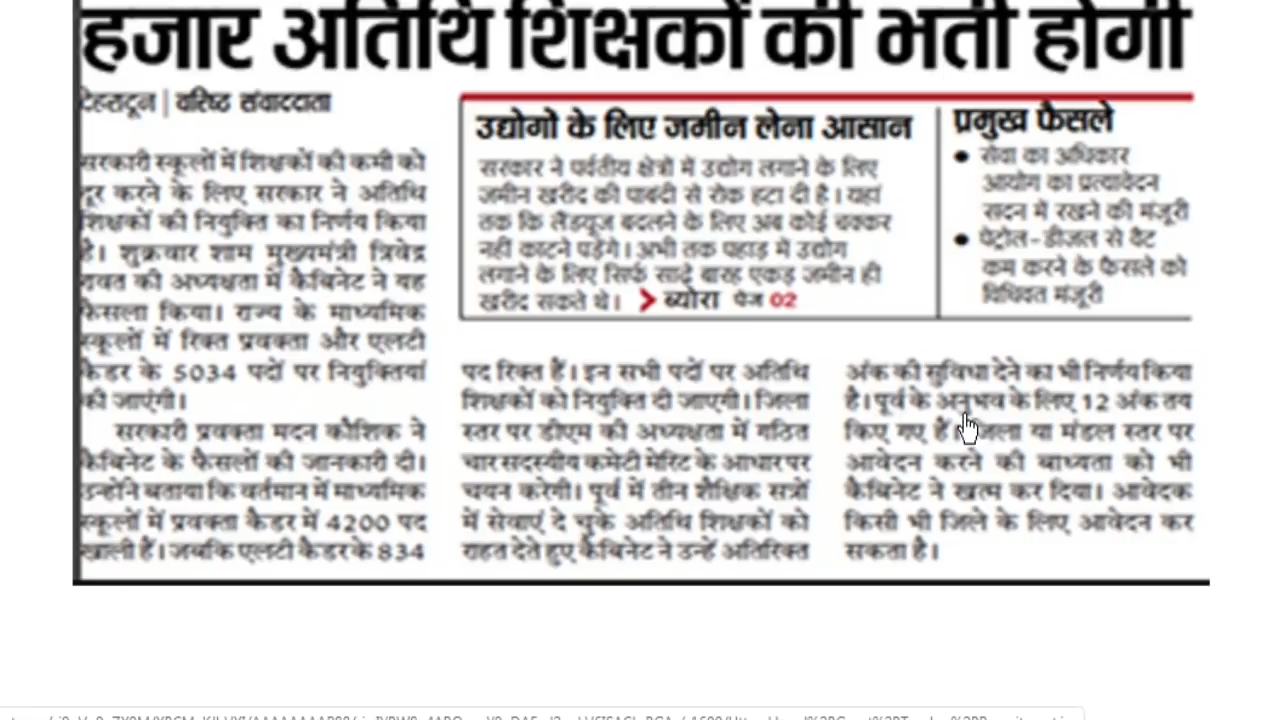 हजार अतिथि शिक्षकों की भर्ती होगी
देहरादून | वरिष्ठ संवाददाता
सरकारी स्कूलों में शिक्षकों की कमी को
दूर करने के लिए सरकार ने अतिथि
शिक्षकों की नियुक्ति का निर्णय किया
है। शुक्रवार शाम मुख्यमंत्री त्रिवेंद्र
रावत की अध्यक्षता में कैबिनेट ने यह
फैसला किया। राज्य के माध्यमिक
स्कूलों में रिक्त प्रवक्ता और एलटी
कैडर के 5034 पदों पर नियुक्तियां
की जाएंगी।
सरकारी प्रवक्ता मदन कौशिक ने
कैबिनेट के फैसलों की जानकारी दी।
उन्होंने बताया कि वर्तमान में माध्यमिक
स्कूलों में प्रवक्ता कैडर में 4200 पद
खाली हैं। जबकि एलटी कैडर के 834
उद्योगों के लिए जमीन लेना आसान
सरकार ने पर्वतीय क्षेत्रों में उद्योग लगाने के लिए
जमीन खरीद की पाबंदी से रोक हटा दी है। यहां
तक कि लैंडयूज बदलने के लिए अब कोई चक्कर
नहीं काटने पड़ेंगे। अभी तक पहाड़ में उद्योग
लगाने के लिए सिर्फ साढ़े बारह एकड़ जमीन ही
खरीद सकते थे। > ब्योरा पेज 02
प्रमुख फैसले
● सेवा का अधिकार
आयोग का प्रत्यावेदन
सदन में रखने की मंजूरी
● पेट्रोल-डीजल से वैट
कम करने के फैसले को
विधिवत मंजूरी
पद रिक्त हैं। इन सभी पदों पर अतिथि
शिक्षकों को नियुक्ति दी जाएगी। जिला
स्तर पर डीएम की अध्यक्षता में गठित
चार सदस्यीय कमेटी मेरिट के आधार पर
चयन करेगी। पूर्व में तीन शैक्षिक सत्रों
में सेवाएं दे चुके अतिथि शिक्षकों को
राहत देते हुए कैबिनेट ने उन्हें अतिरिक्त
अंक की सुविधा देने का भी निर्णय किया
है। पूर्व के अनुभव के लिए 12 अंक तय
किए गए हैं। जिला या मंडल स्तर पर
आवेदन करने की बाध्यता को भी
कैबिनेट ने खत्म कर दिया। आवेदक
किसी भी जिले के लिए आवेदन कर
सकता है।